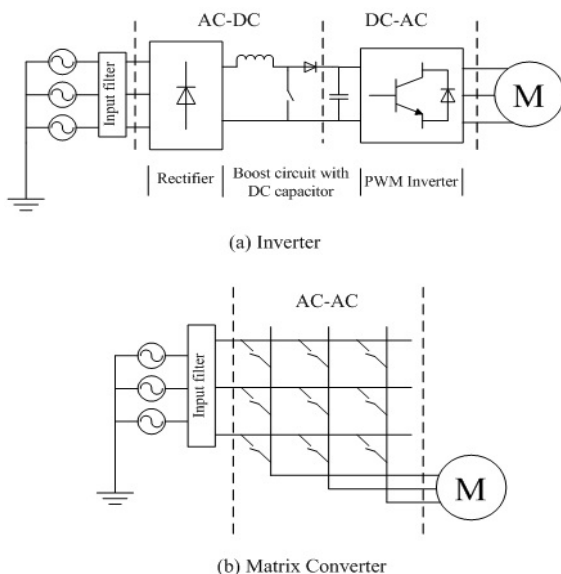 AC-DC
DC-AC
Input filter
M
Rectifier
Boost circuit with
DC capacitor
PWM Inverter
(a) Inverter
AC-AC
Input filter
M
(b) Matrix Converter